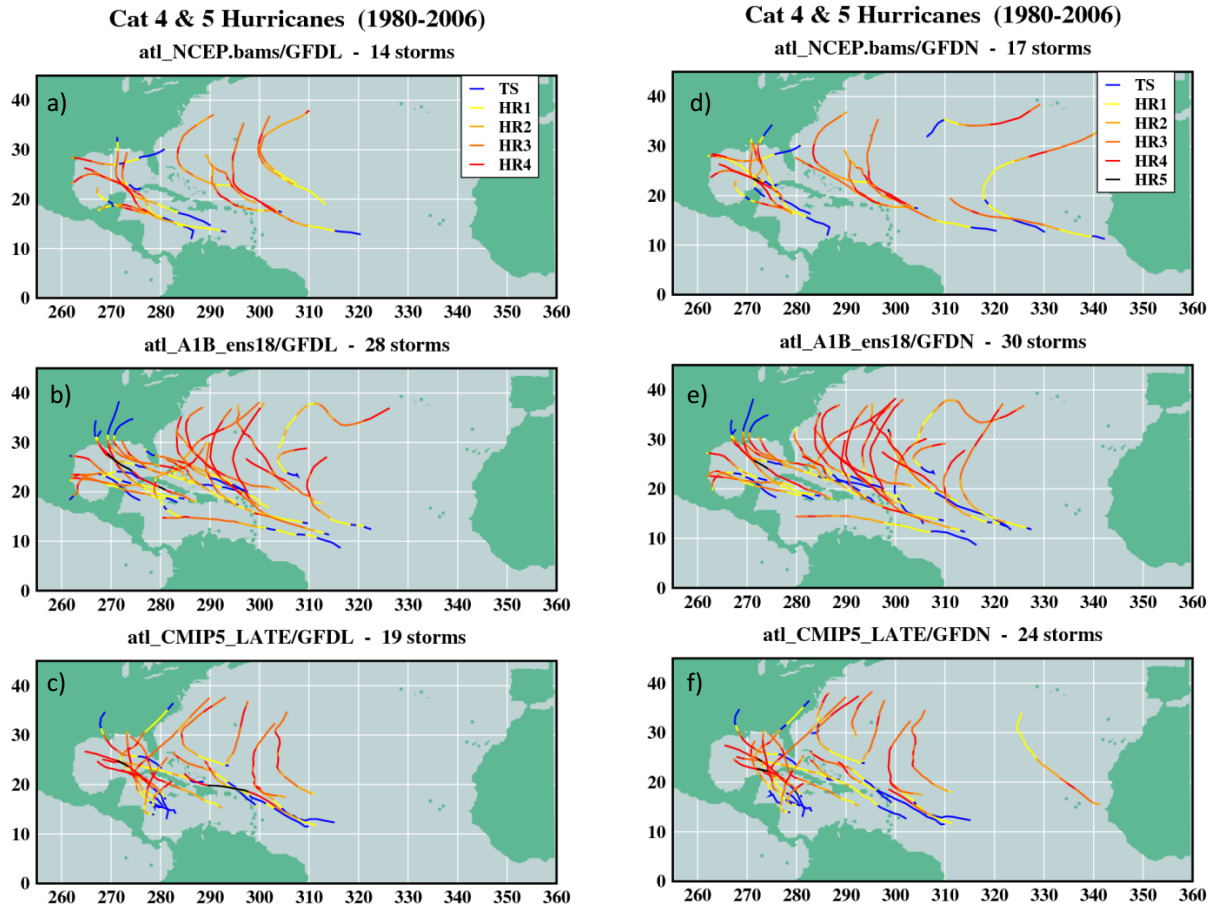 Cat 4 & 5 Hurricanes (1980-2006)
atl_NCEP.bams/GFDL - 14 storms
a)
TS
HR1
HR2
HR3
HR4
40
30
20
10
0
260 270 280 290 300 310 320 330 340 350 360
atl_A1B_ens18/GFDL - 28 storms
b)
40
30
20
10
0
260 270 280 290 300 310 320 330 340 350 360
atl_CMIP5_LATE/GFDL - 19 storms
c)
40
30
20
10
0
260 270 280 290 300 310 320 330 340 350 360
Cat 4 & 5 Hurricanes (1980-2006)
atl_NCEP.bams/GFDN - 17 storms
d)
TS
HR1
HR2
HR3
HR4
HR5
40
30
20
10
0
260 270 280 290 300 310 320 330 340 350 360
atl_A1B_ens18/GFDN - 30 storms
e)
40
30
20
10
0
260 270 280 290 300 310 320 330 340 350 360
atl_CMIP5_LATE/GFDN - 24 storms
f)
40
30
20
10
0
260 270 280 290 300 310 320 330 340 350 360